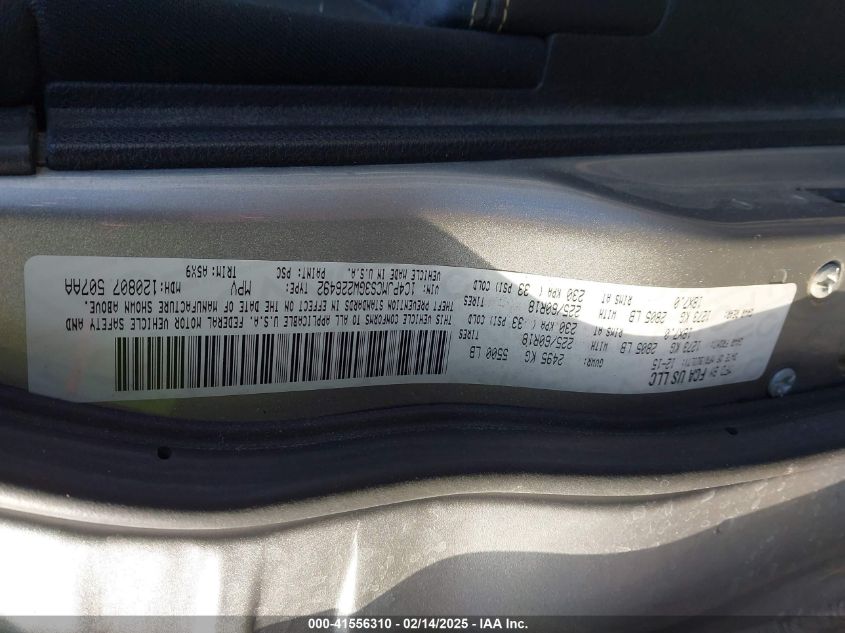 MFD BY FCA US LLC
DATE OF MFR (MO/YR): 12-15 GVWR: 2495 KG 5500 LB
GAWR FRONT: 1273 KG 2805 LB WITH 225/60R18 TIRES
18X7.0 RIMS AT 230 KPA ( 33 PSI) COLD
GAWR REAR: 1273 KG 2805 LB WITH 225/60R18 TIRES
18X7.0 RIMS AT 230 KPA ( 33 PSI) COLD
THIS VEHICLE CONFORMS TO ALL APPLICABLE U.S.A. FEDERAL MOTOR VEHICLE SAFETY AND
THEFT PREVENTION STANDARDS IN EFFECT ON THE DATE OF MANUFACTURE SHOWN ABOVE.
VIN: 1C4PJMCS3GW226492 TYPE: MPV MDH: 120807 507AA
VEHICLE MADE IN U.S.A. PAINT: PSC TRIM: A5X9
000-41556310 - 02/14/2025 - IAA Inc.